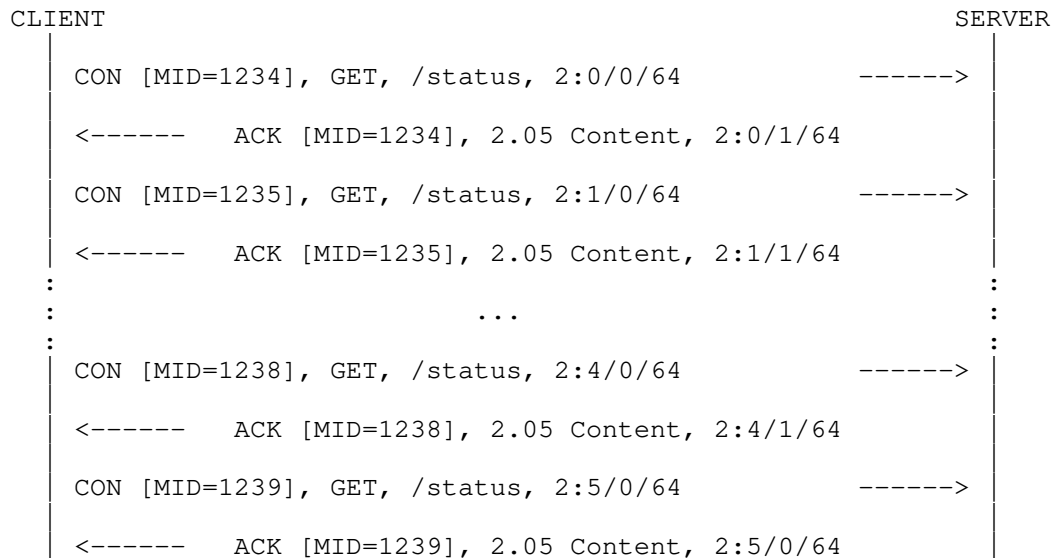 CLIENT                                                     SERVER
  |                                                          |
  | CON [MID=1234], GET, /status, 2:0/0/64           ------> |
  |                                                          |
  | <------   ACK [MID=1234], 2.05 Content, 2:0/1/64         |
  |                                                          |
  | CON [MID=1235], GET, /status, 2:1/0/64           ------> |
  |                                                          |
  | <------   ACK [MID=1235], 2.05 Content, 2:1/1/64         |
  :                                                          :
  :                          ...                             :
  :                                                          :
  | CON [MID=1238], GET, /status, 2:4/0/64           ------> |
  |                                                          |
  | <------   ACK [MID=1238], 2.05 Content, 2:4/1/64         |
  |                                                          |
  | CON [MID=1239], GET, /status, 2:5/0/64           ------> |
  |                                                          |
  | <------   ACK [MID=1239], 2.05 Content, 2:5/0/64         |